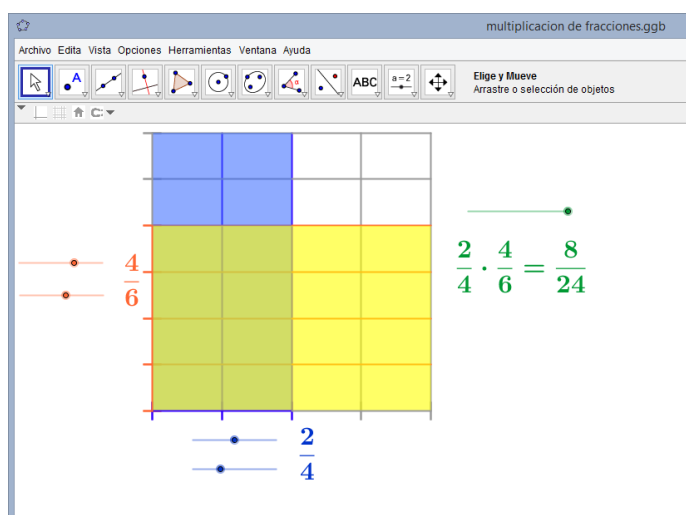 multiplicacion de fracciones.ggb
Archivo Edita Vista Opciones Herramientas Ventana Ayuda
A
α
ABC
a=2
Elige y Mueve
Arrastre o selección de objetos
4/6
2/4 · 4/6 = 8/24
2/4